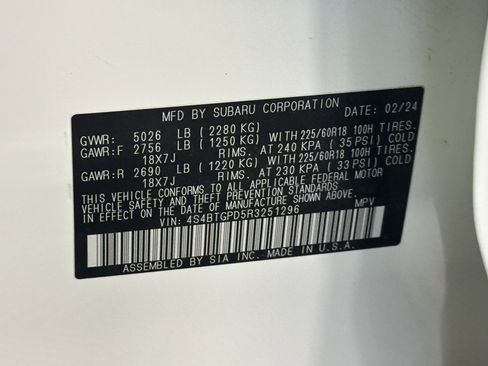 MFD BY SUBARU CORPORATION DATE: 02/24
GVWR: 5026 LB (2280 KG)
GAWR:F 2756 LB (1250 KG) WITH 225/60R18 100H TIRES.
18X7J RIMS. AT 240 KPA (35 PSI) COLD
GAWR:R 2690 LB (1220 KG) WITH 225/60R18 100H TIRES.
18X7J RIMS. AT 230 KPA (33 PSI) COLD
THIS VEHICLE CONFORMS TO ALL APPLICABLE FEDERAL MOTOR
VEHICLE SAFETY AND THEFT PREVENTION STANDARDS
IN EFFECT ON THE DATE OF MANUFACTURE SHOWN ABOVE.
VIN: 4S4BTGPD5R3251296 MPV
ASSEMBLED BY SIA INC. MADE IN U.S.A.